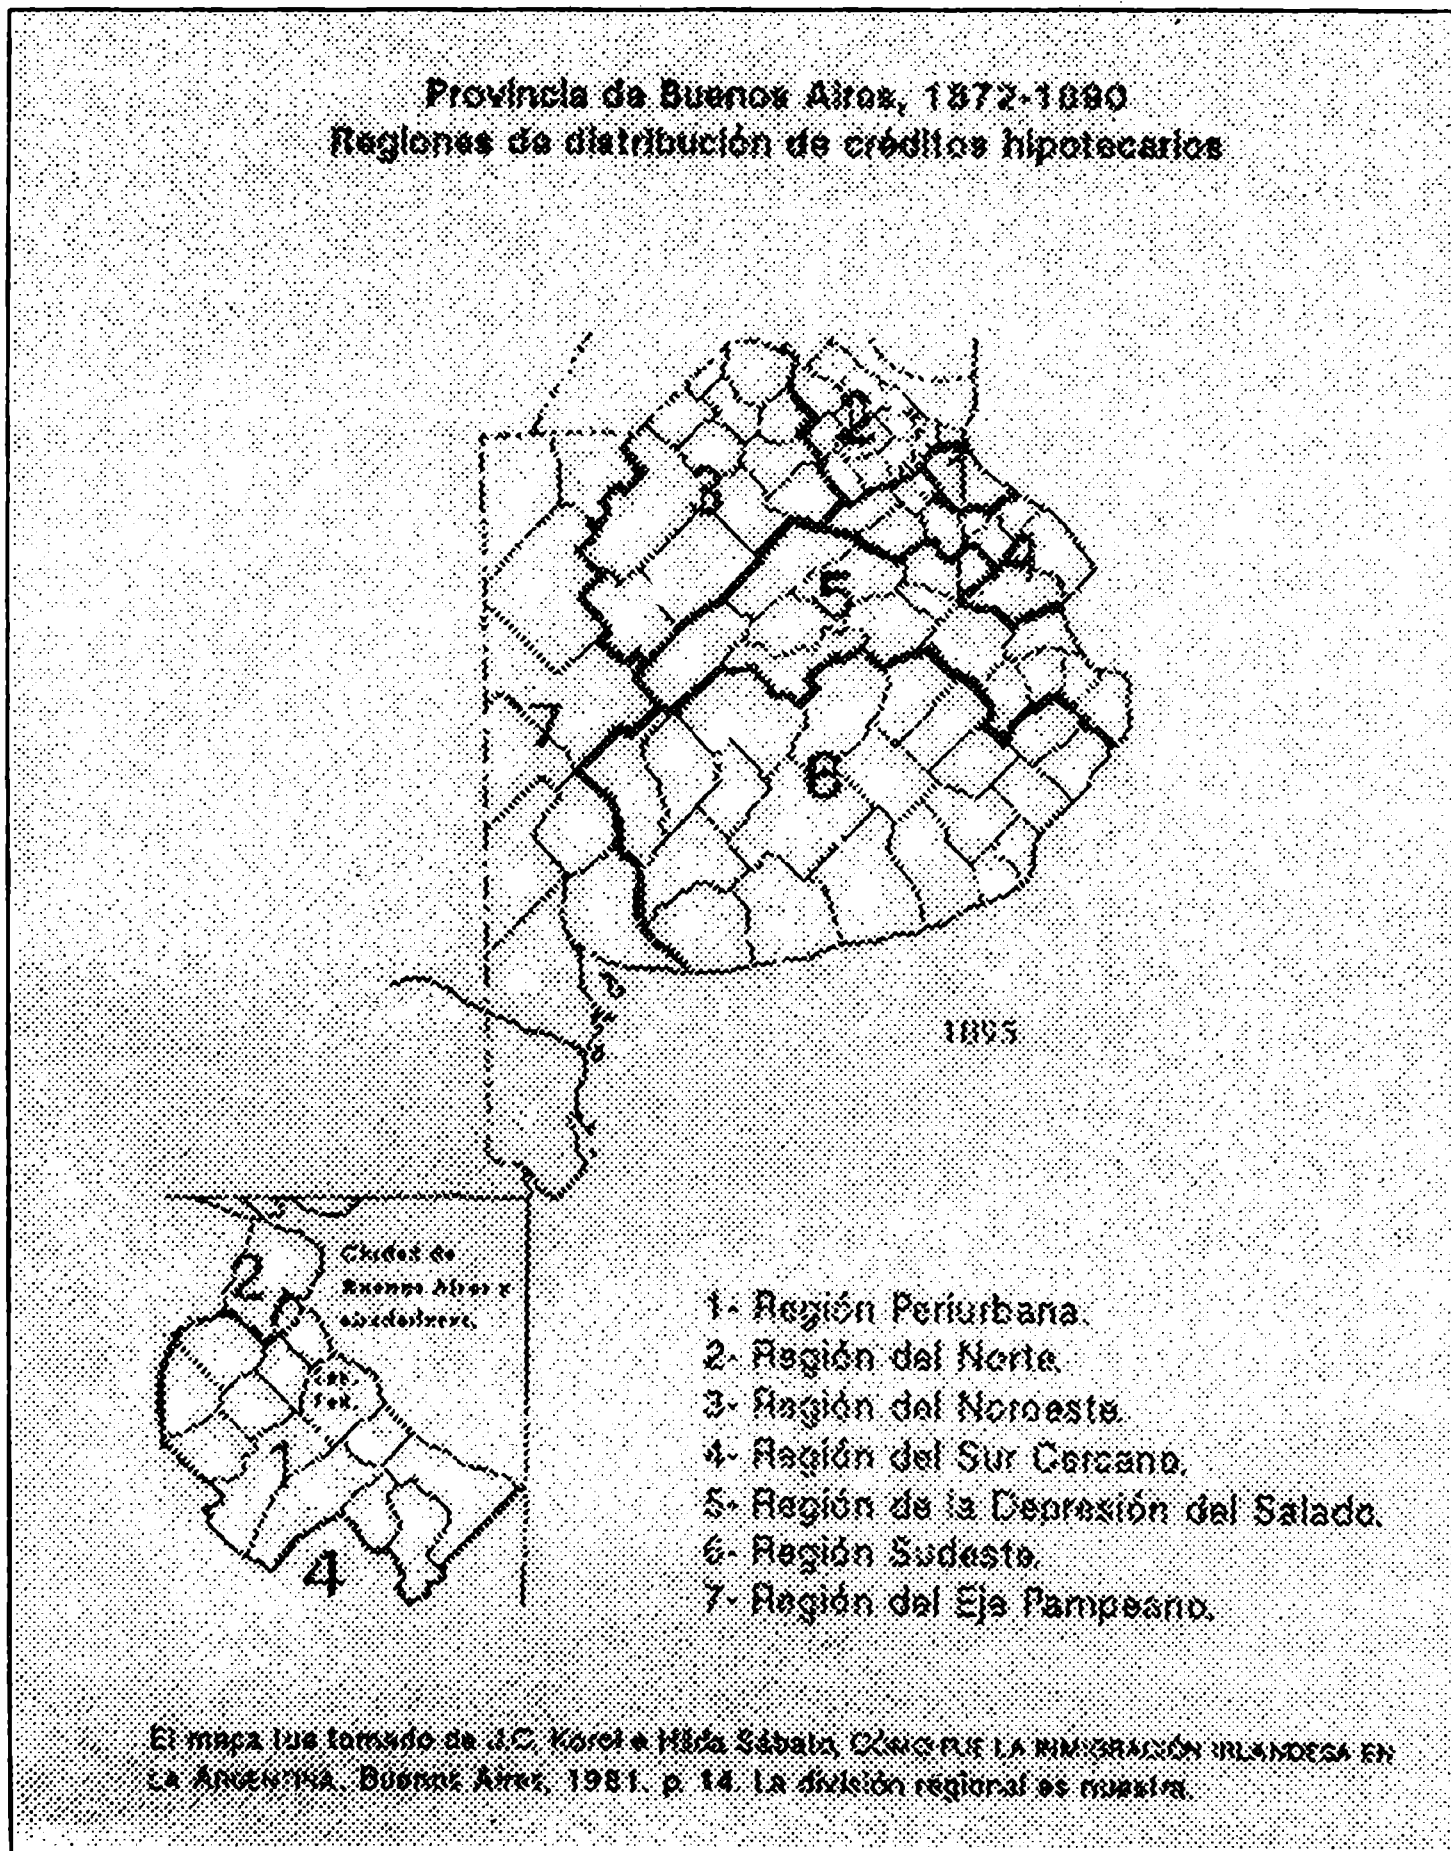 Provincia de Buenos Aires, 1872-1890
Regiones de distribución de créditos hipotecarios
2
3
4
5
7
6
1895
2
Ciudad de
Buenos Aires y
alrededores.
Cap.
Fed.
1
4
1- Región Periurbana.
2- Región del Norte.
3- Región del Noroeste.
4- Región del Sur Cercano.
5- Región de la Depresión del Salado.
6- Región Sudeste.
7- Región del Eje Pampeano.
El mapa fue tomado de J.C. Korol e Hilda Sábato, CÓMO FUE LA INMIGRACIÓN IRLANDESA EN
LA ARGENTINA, Buenos Aires, 1981, p. 14. La división regional es nuestra.